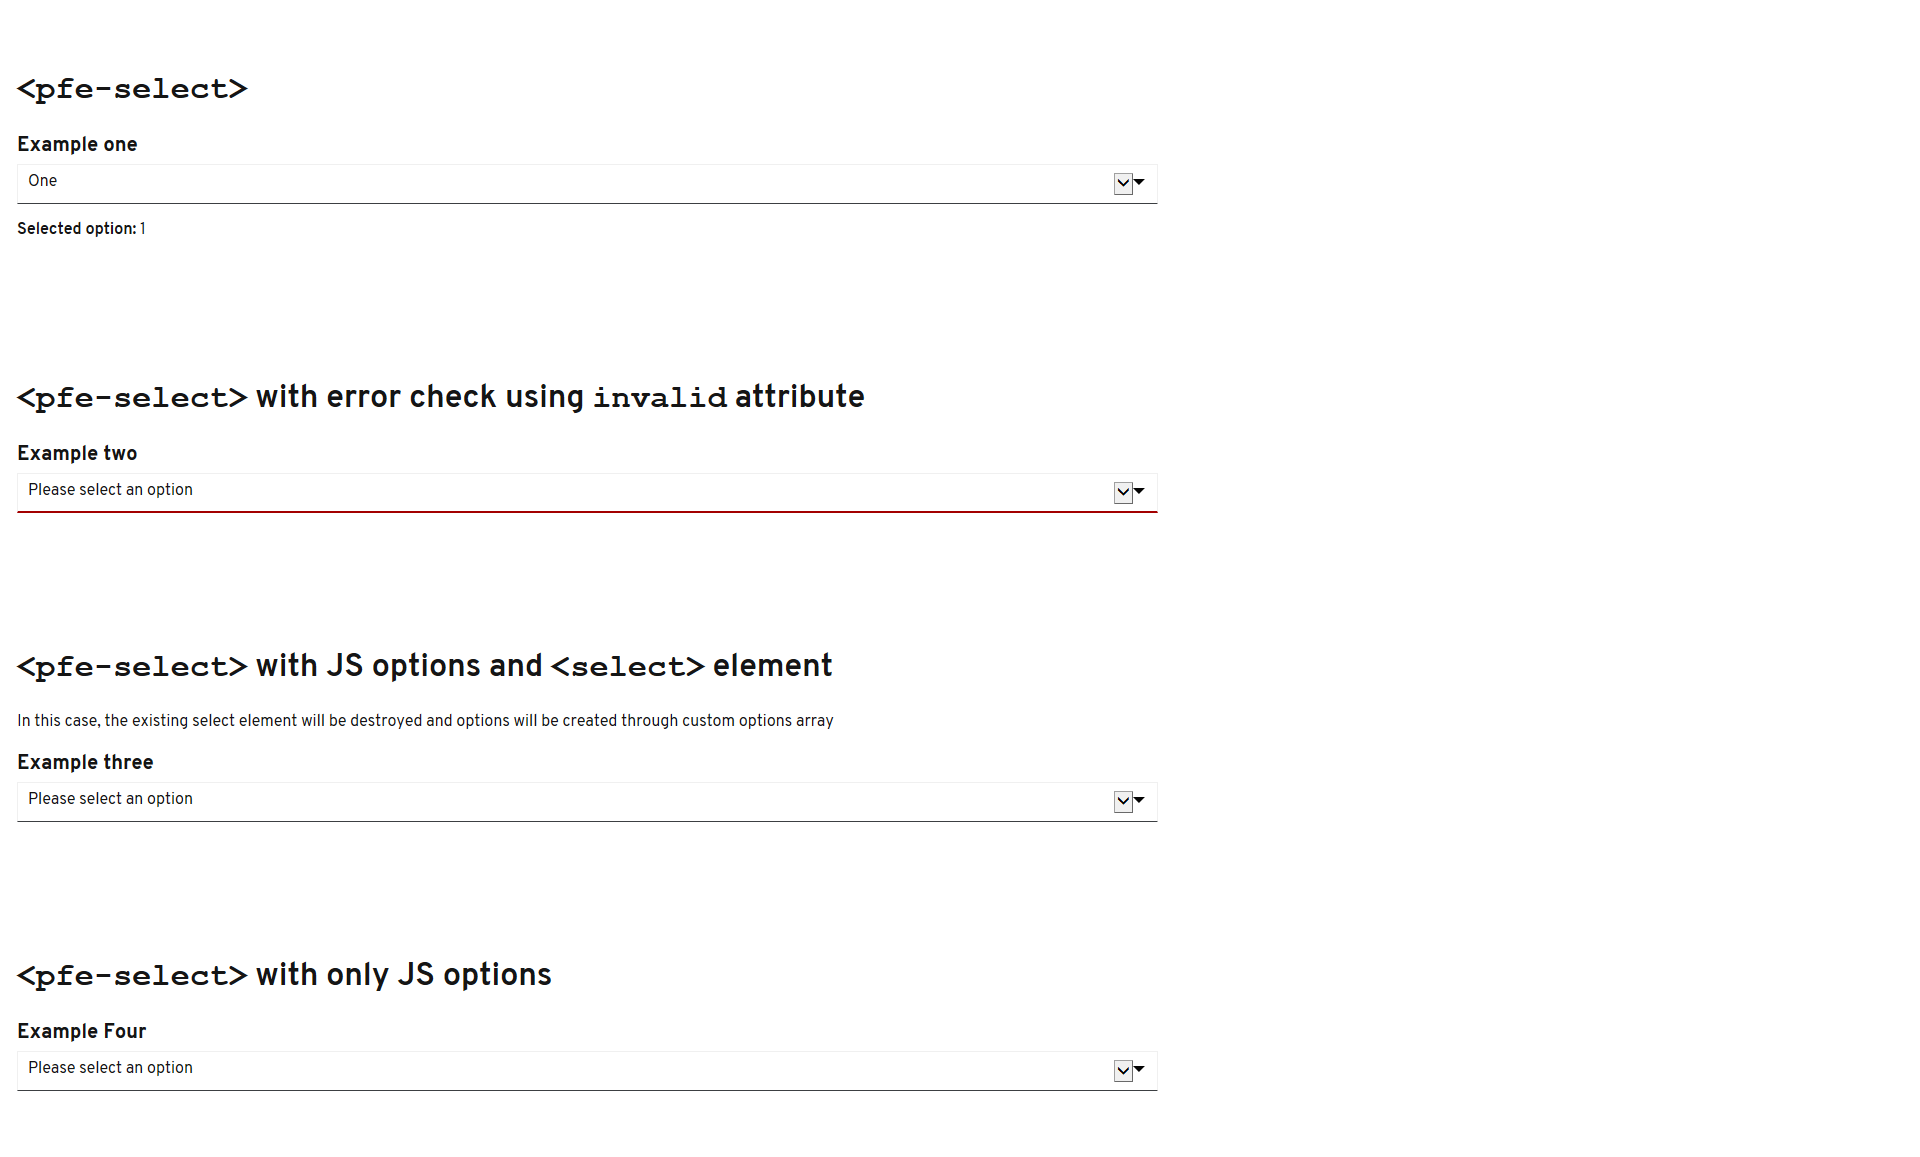 <pfe-select>
Example one
One
Selected option: 1
<pfe-select> with error check using invalid attribute
Example two
Please select an option
<pfe-select> with JS options and <select> element
In this case, the existing select element will be destroyed and options will be created through custom options array
Example three
Please select an option
<pfe-select> with only JS options
Example Four
Please select an option